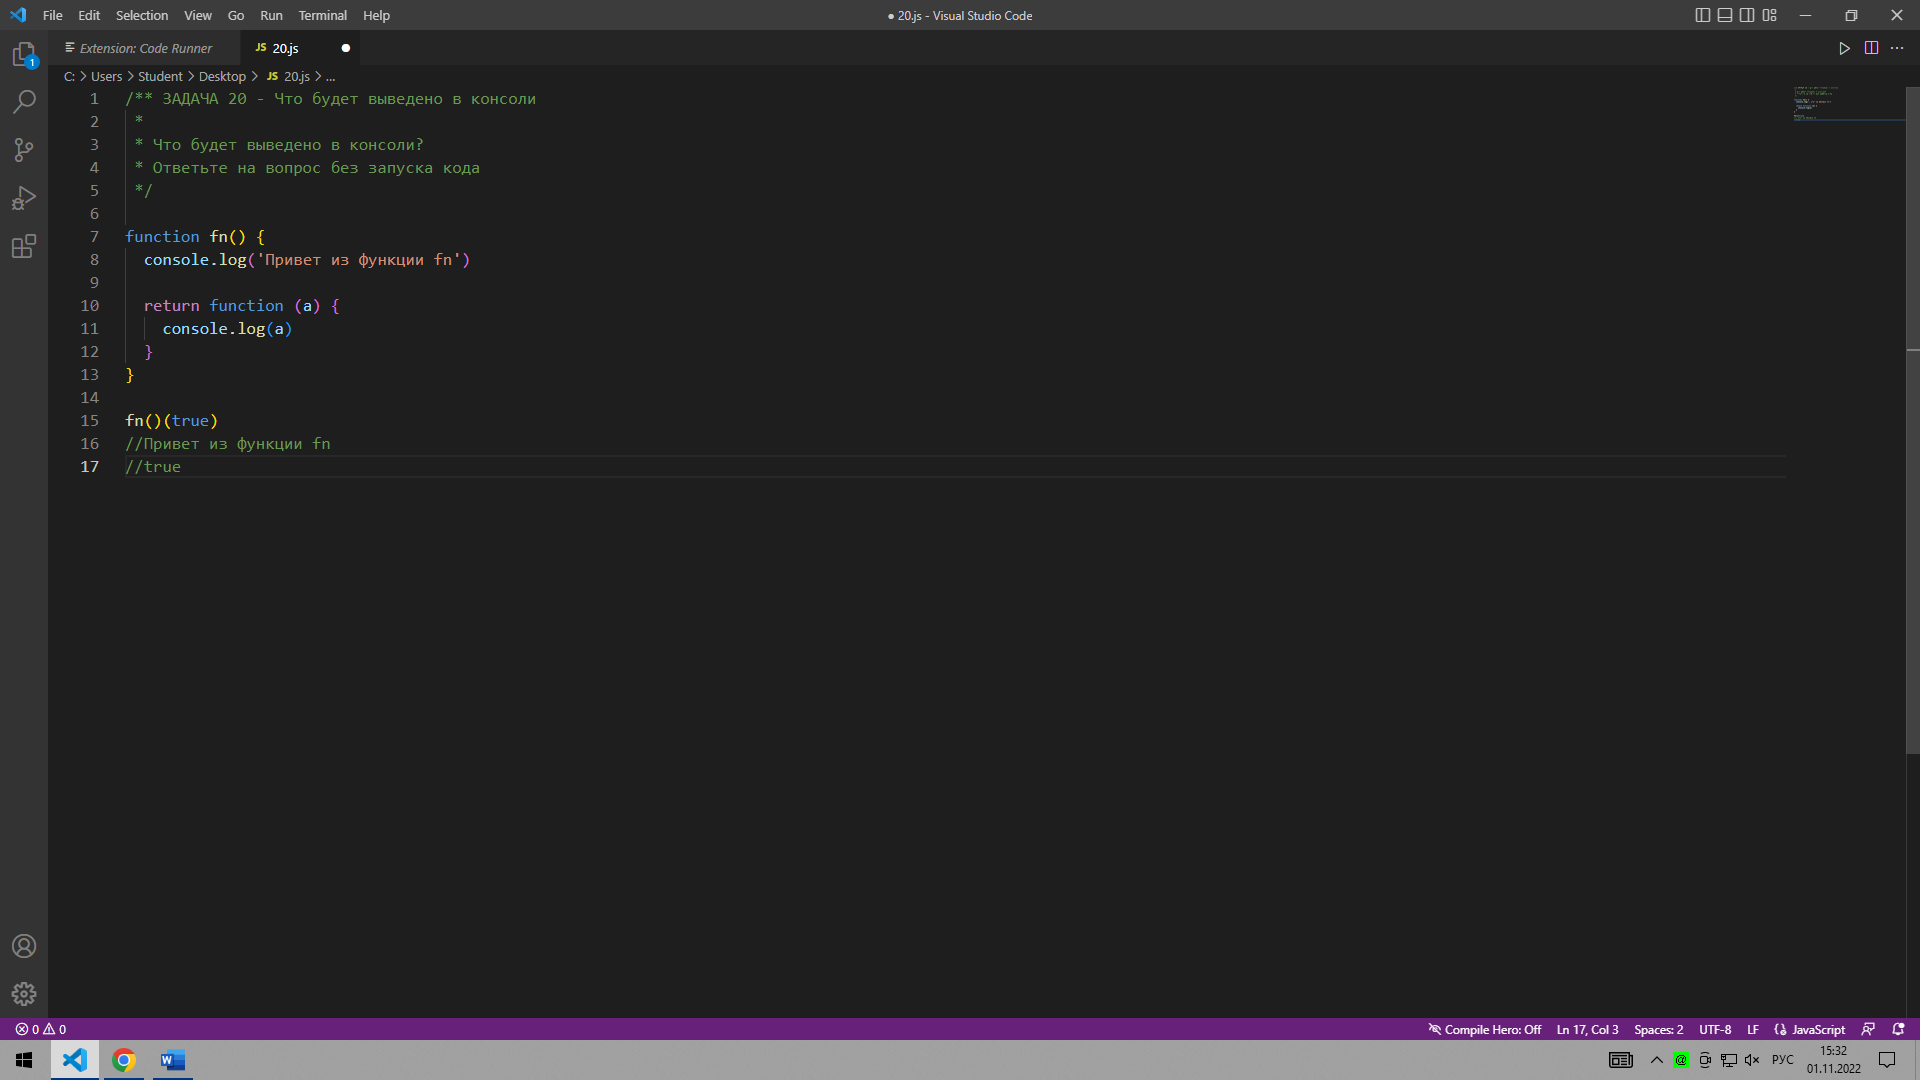 File Edit Selection View Go Run Terminal Help
● 20.js - Visual Studio Code
Extension: Code Runner
JS 20.js
C: > Users > Student > Desktop > JS 20.js > ...
1 /** ЗАДАЧА 20 - Что будет выведено в консоли
2 *
3 * Что будет выведено в консоли?
4 * Ответьте на вопрос без запуска кода
5 */
6
7 function fn() {
8 console.log('Привет из функции fn')
9
10 return function (a) {
11 console.log(a)
12 }
13 }
14
15 fn()(true)
16 //Привет из функции fn
17 //true
1
0 0
Compile Hero: Off Ln 17, Col 3 Spaces: 2 UTF-8 LF JavaScript
РУС
15:32
01.11.2022